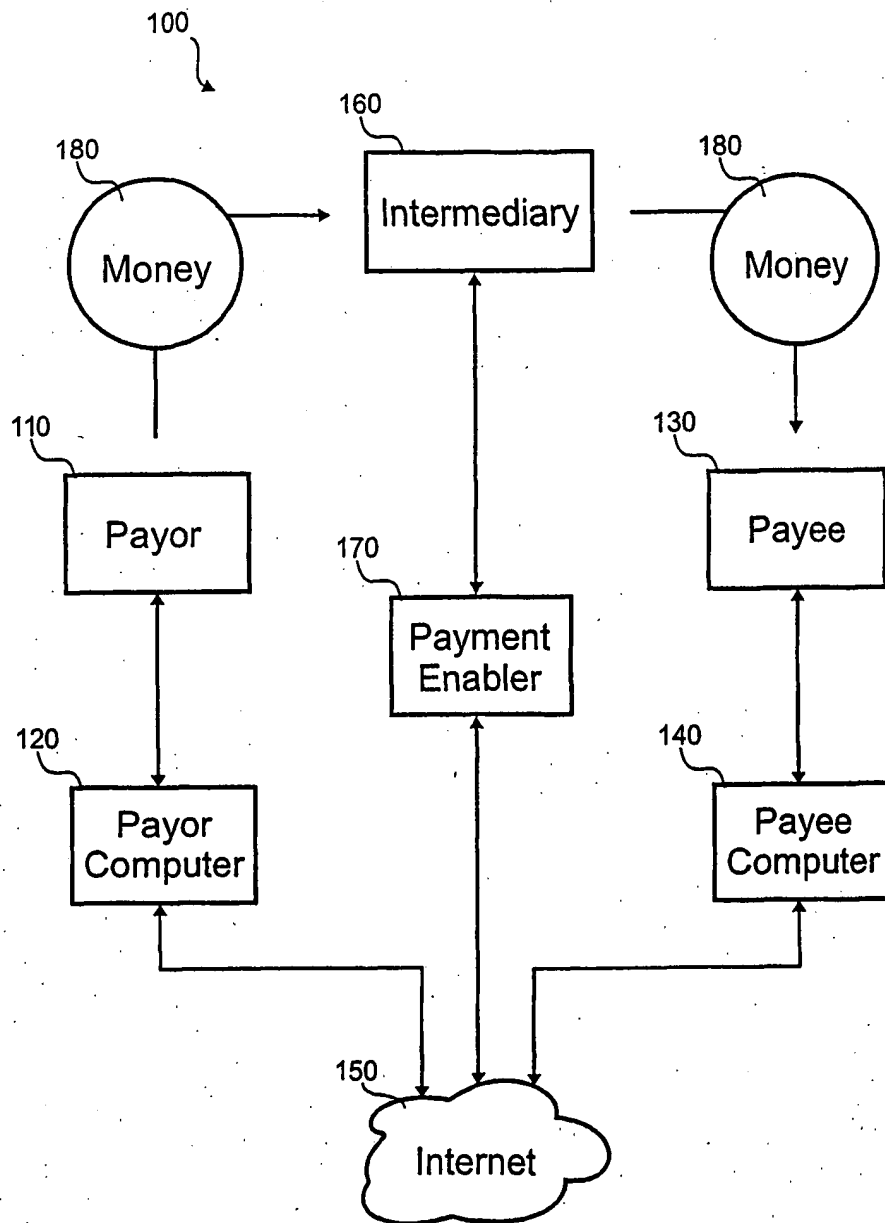 100
160
180
180
Intermediary
Money
Money
110
130
Payor
Payee
170
Payment
Enabler
120
140
Payor
Computer
Payee
Computer
150
Internet